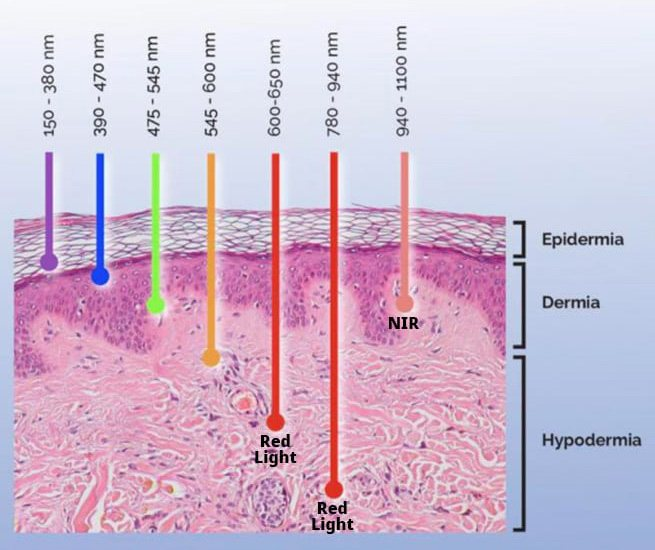 150 - 380 nm
390 - 470 nm
475 - 545 nm
545 - 600 nm
600-650 nm
780 - 940 nm
940 - 1100 nm
Epidermia
Dermia
NIR
Hypodermia
Red
Light
Red
Light